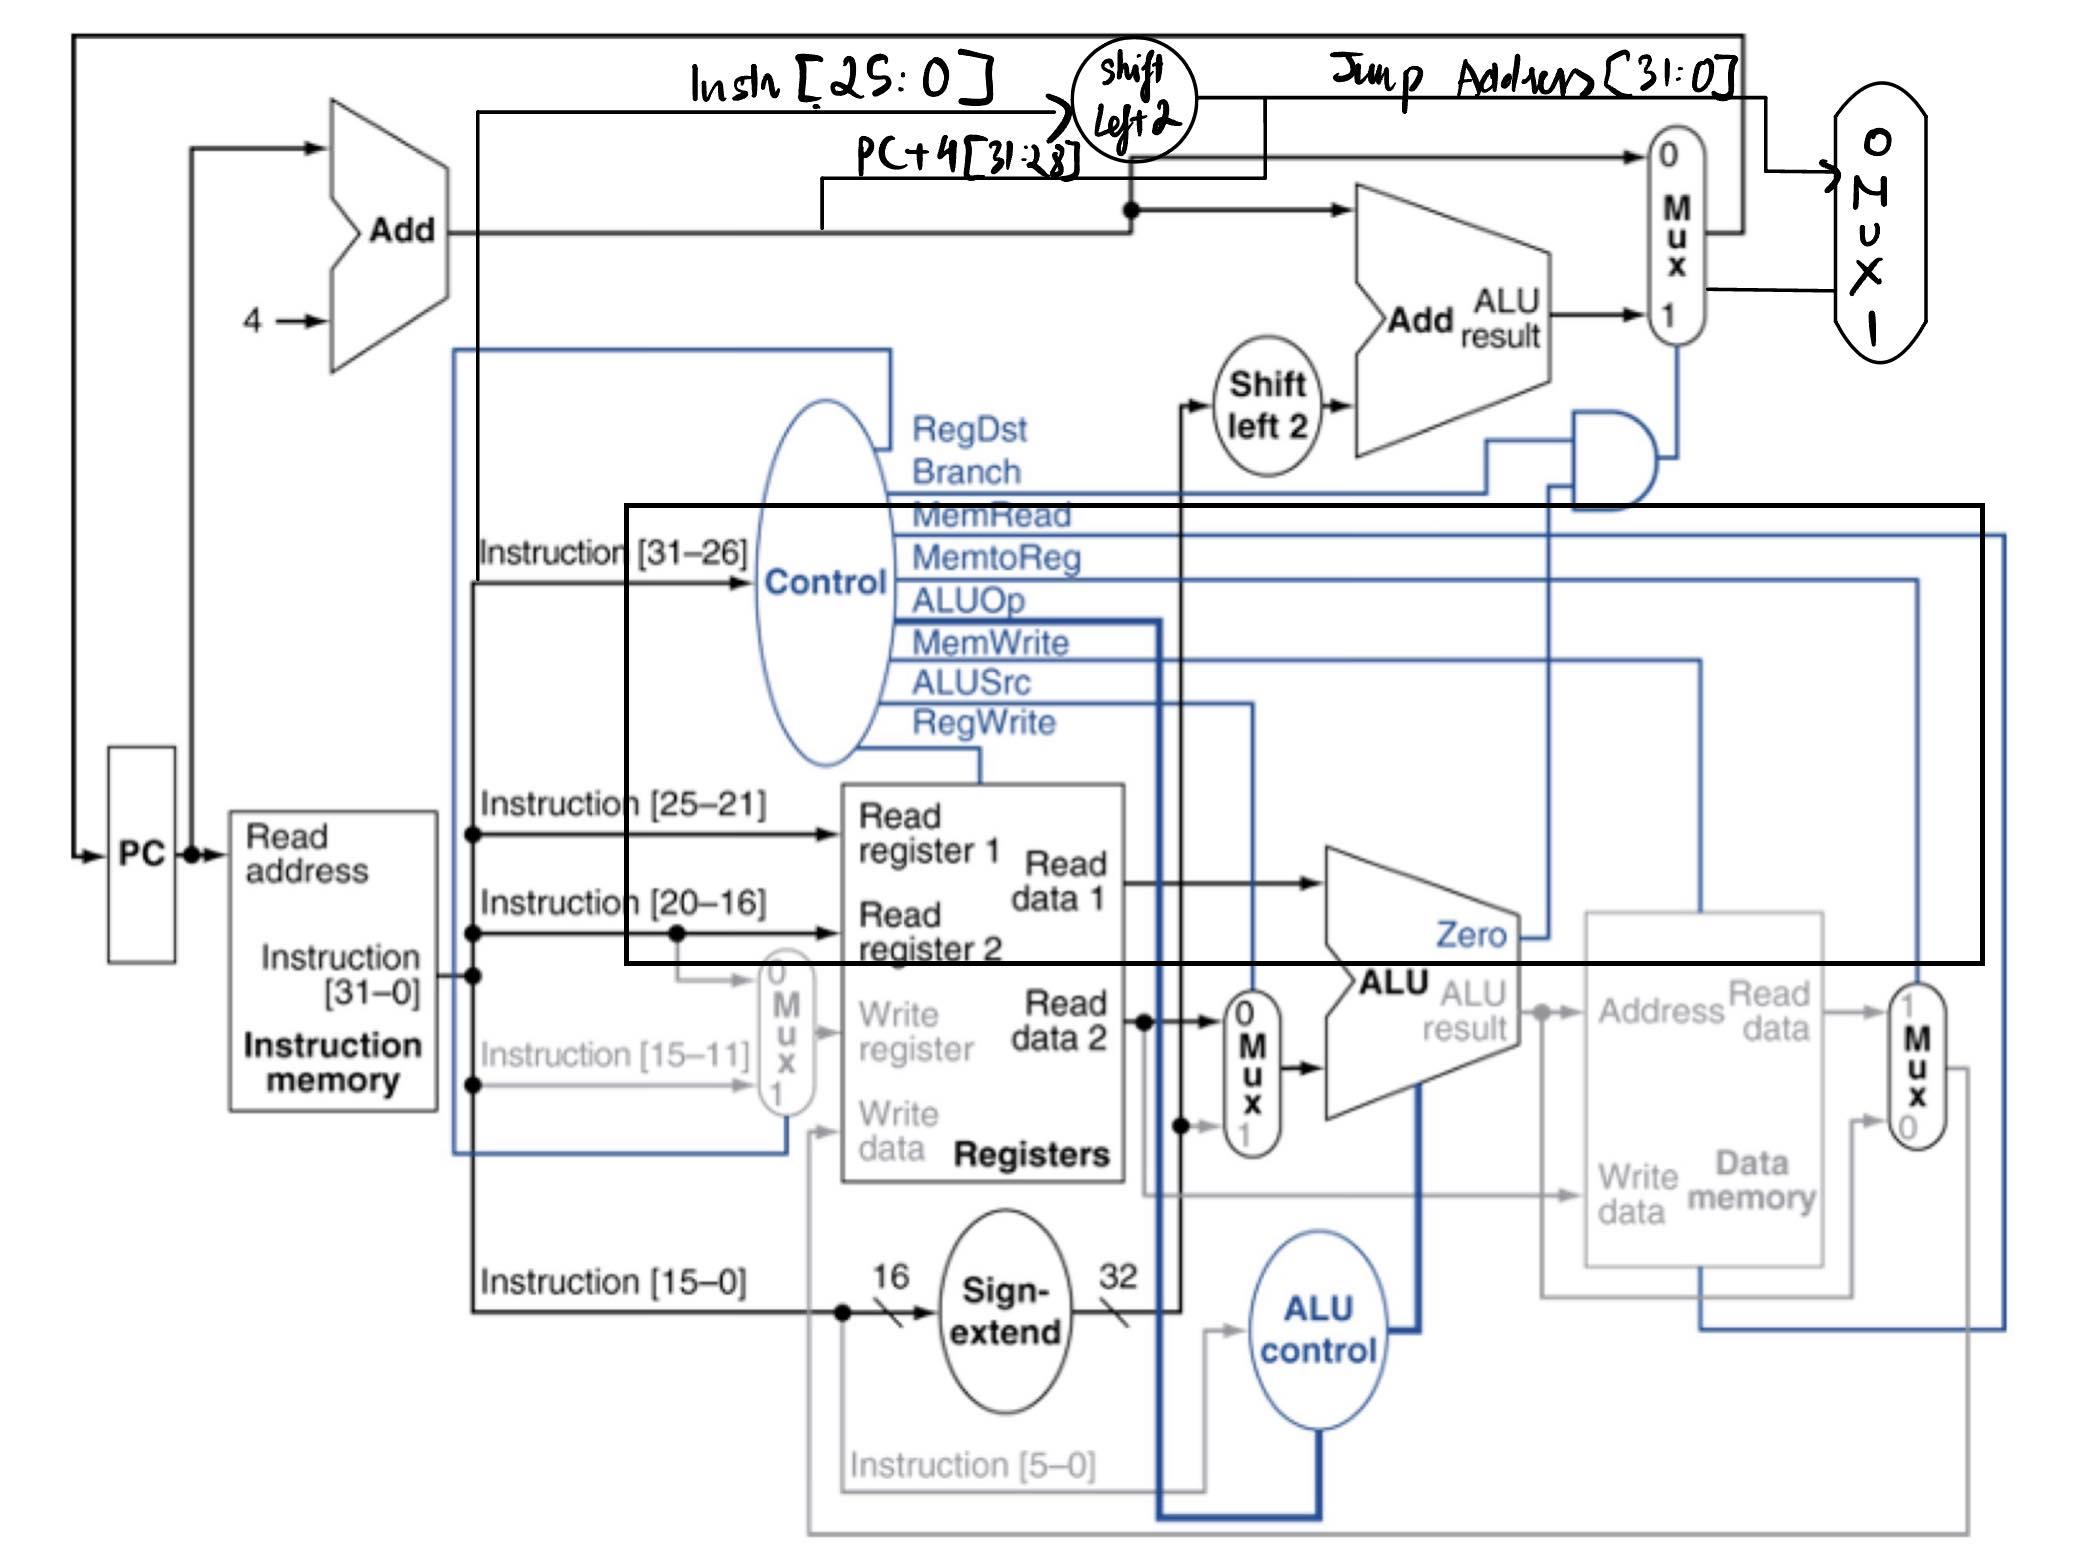 Instr [25:0]
Shift
Left 2
Jump Address [31:0]
PC+4[31:28]
0
M
u
x
1
0
M
U
X
1
Add
4
Add
ALU
result
Shift
left 2
RegDst
Branch
MemRead
MemtoReg
ALUOp
MemWrite
ALUSrc
RegWrite
Instruction [31–26]
Control
Instruction [25–21]
Instruction [20–16]
PC
Read
address
Instruction
[31–0]
Instruction
memory
Instruction [15–11]
0
M
u
x
1
Read
register 1
Read
data 1
Read
register 2
Write
register
Read
data 2
Write
data
Registers
0
M
u
x
1
Zero
ALU
ALU
result
Address
Read
data
Write
data
Data
memory
1
M
u
x
0
Instruction [15–0]
16
Sign-
extend
32
ALU
control
Instruction [5–0]